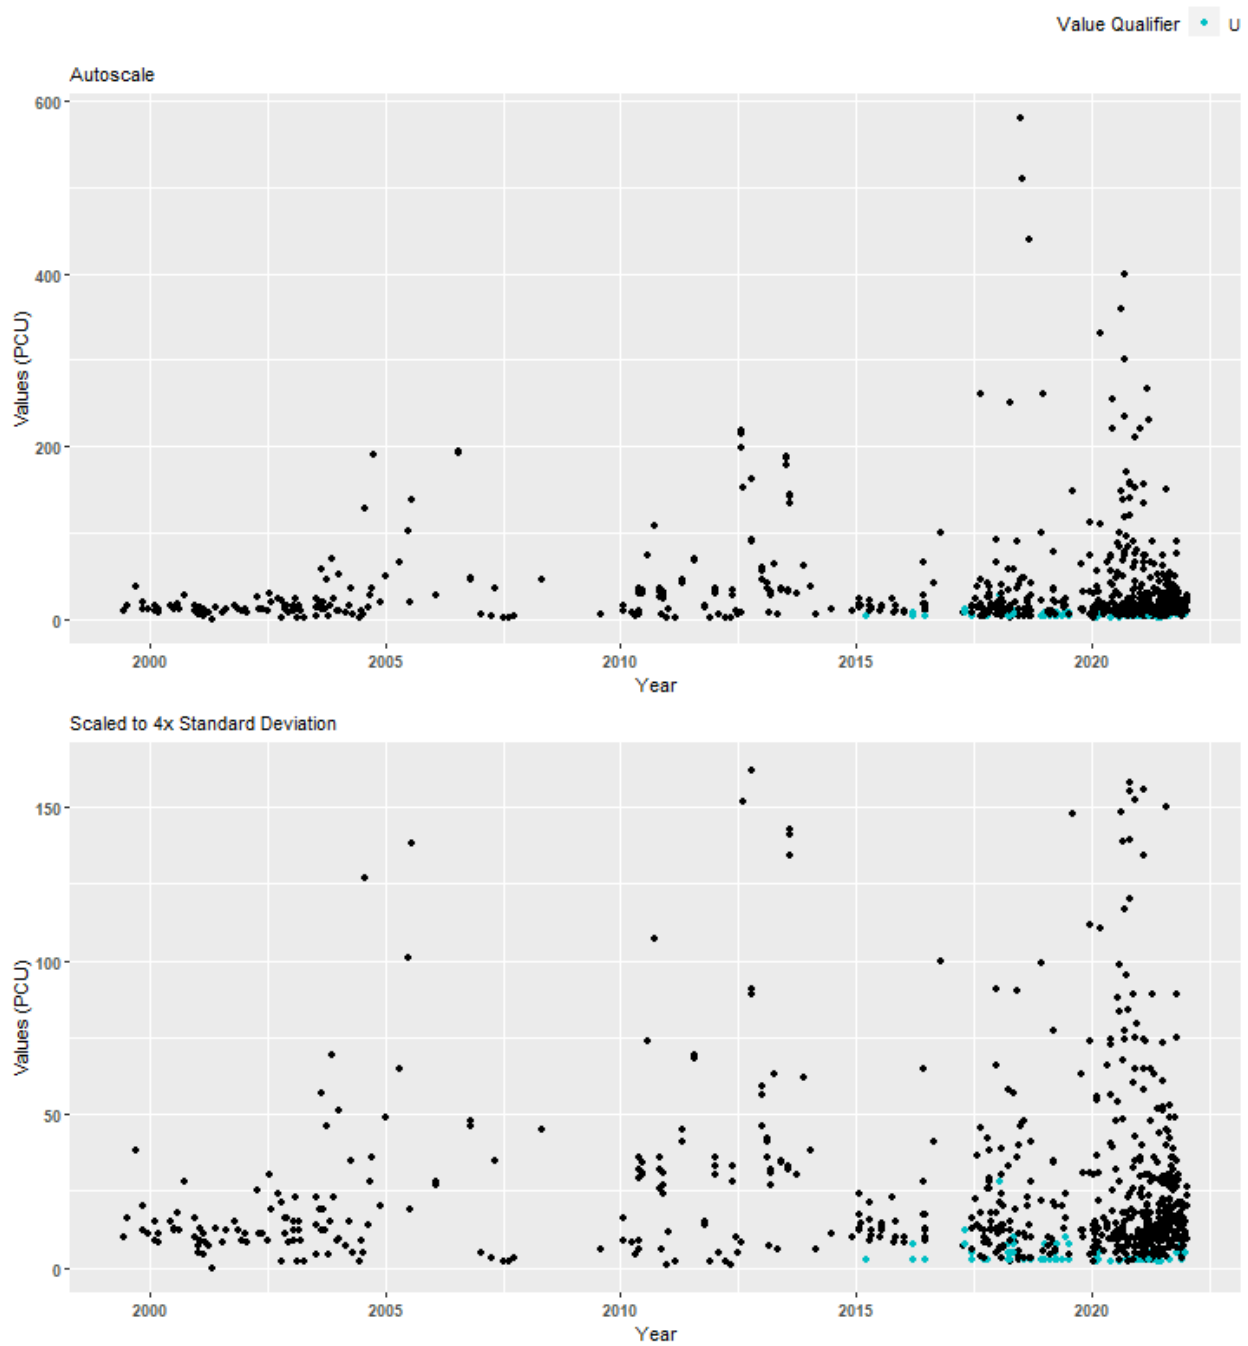 Value Qualifier U
Autoscale
600
400
200
0
Values (PCU)
2000 2005 2010 2015 2020
Year
Scaled to 4x Standard Deviation
150
100
50
0
Values (PCU)
2000 2005 2010 2015 2020
Year